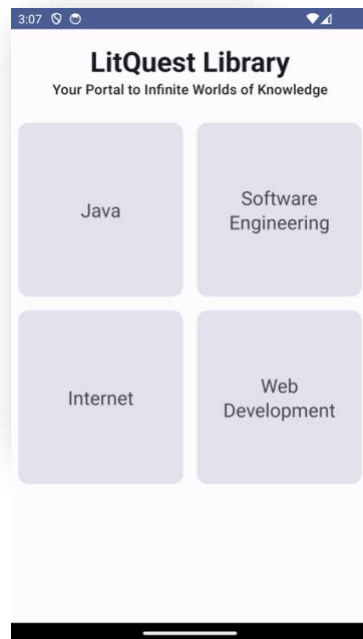 3:07
LitQuest Library
Your Portal to Infinite Worlds of Knowledge
Java
Software
Engineering
Internet
Web
Development